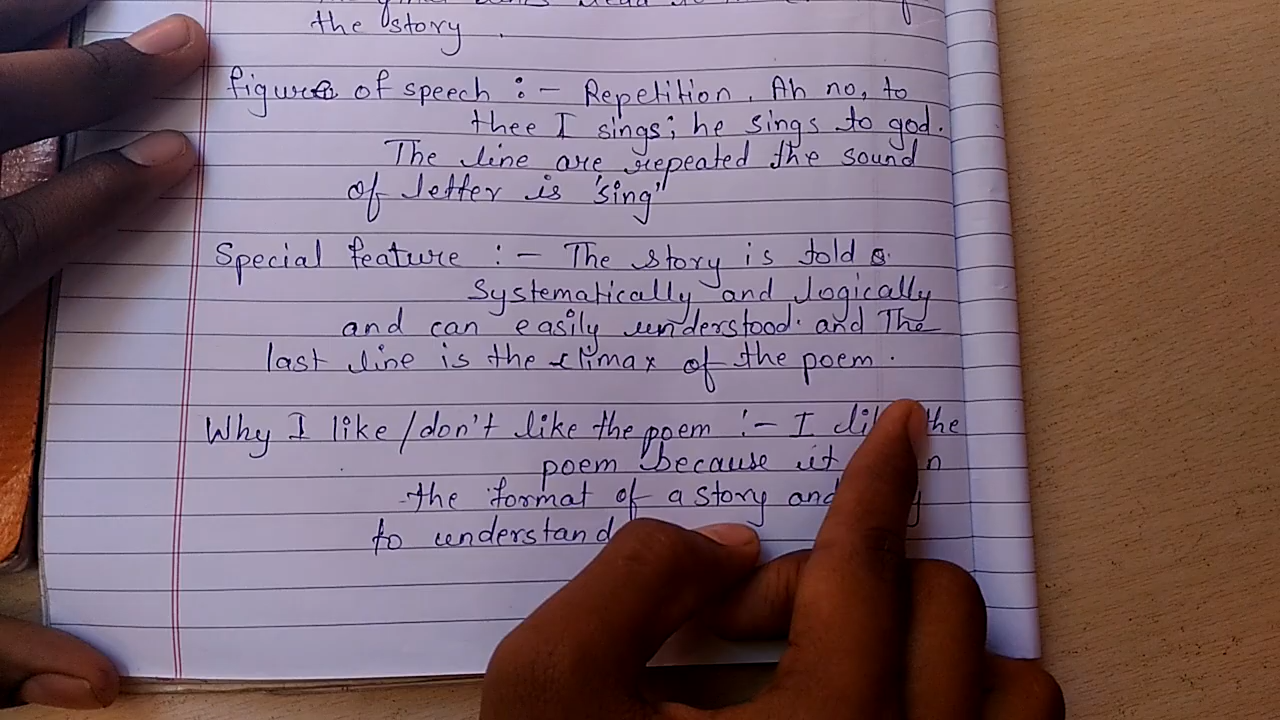 the story .
figure of speech :- Repetition. Ah no, to
thee I sings; he sings to god.
The line are repeated the sound
of letter is 'sing"
Special feature :- The story is told
Systematically and logically
and can easily understood. and The
last line is the climax of the poem.
Why I like/don't like the poem :- I the
poem because it
the format of a story and
to understand